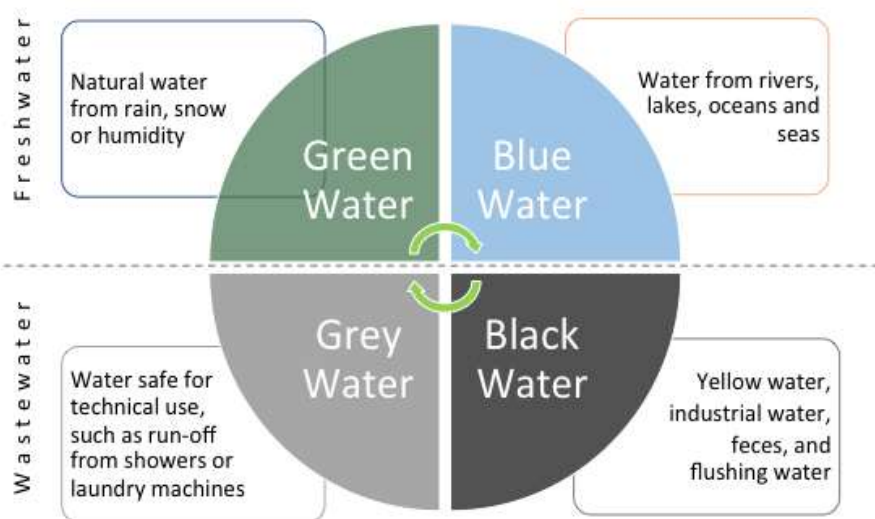 Freshwater
Natural water
from rain, snow
or humidity
Green
Water
Blue
Water
Water from rivers,
lakes, oceans and
seas
Wastewater
Water safe for
technical use,
such as run-off
from showers or
laundry machines
Grey
Water
Black
Water
Yellow water,
industrial water,
feces, and
flushing water